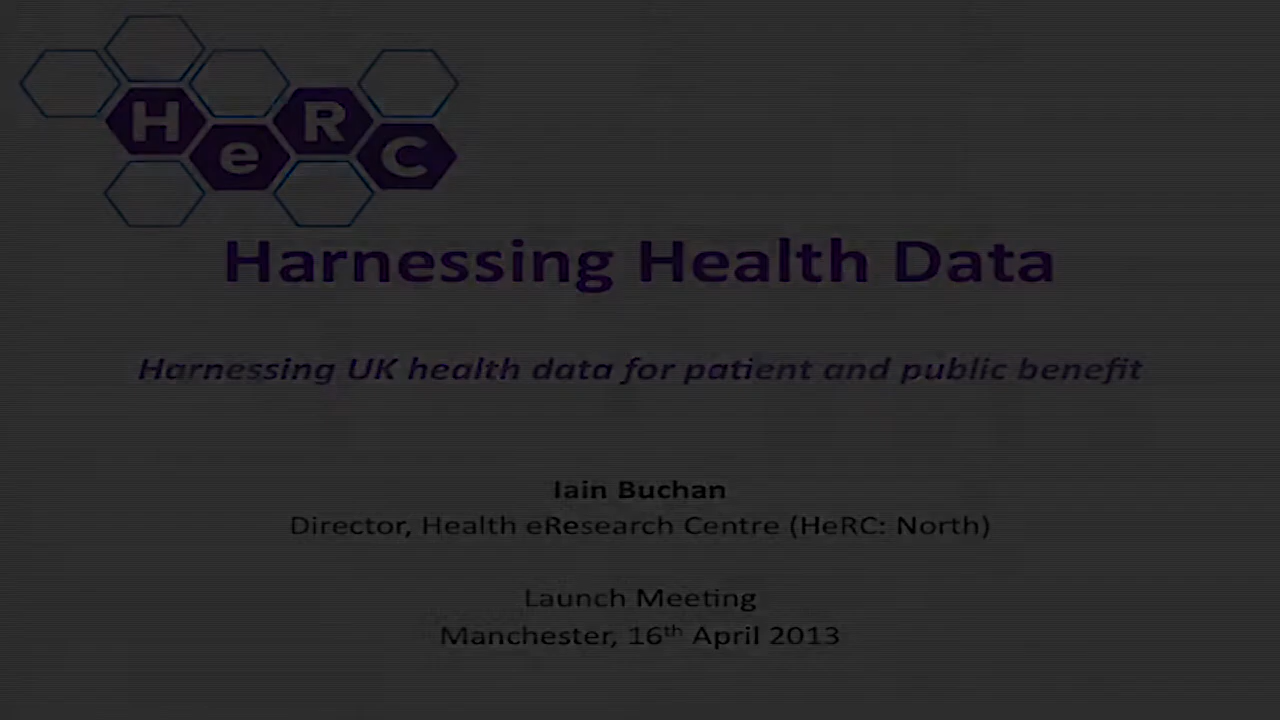 HeRC
Harnessing Health Data
Harnessing UK health data for patient and public benefit
Iain Buchan
Director, Health eResearch Centre (HeRC: North)
Launch Meeting
Manchester, 16th April 2013